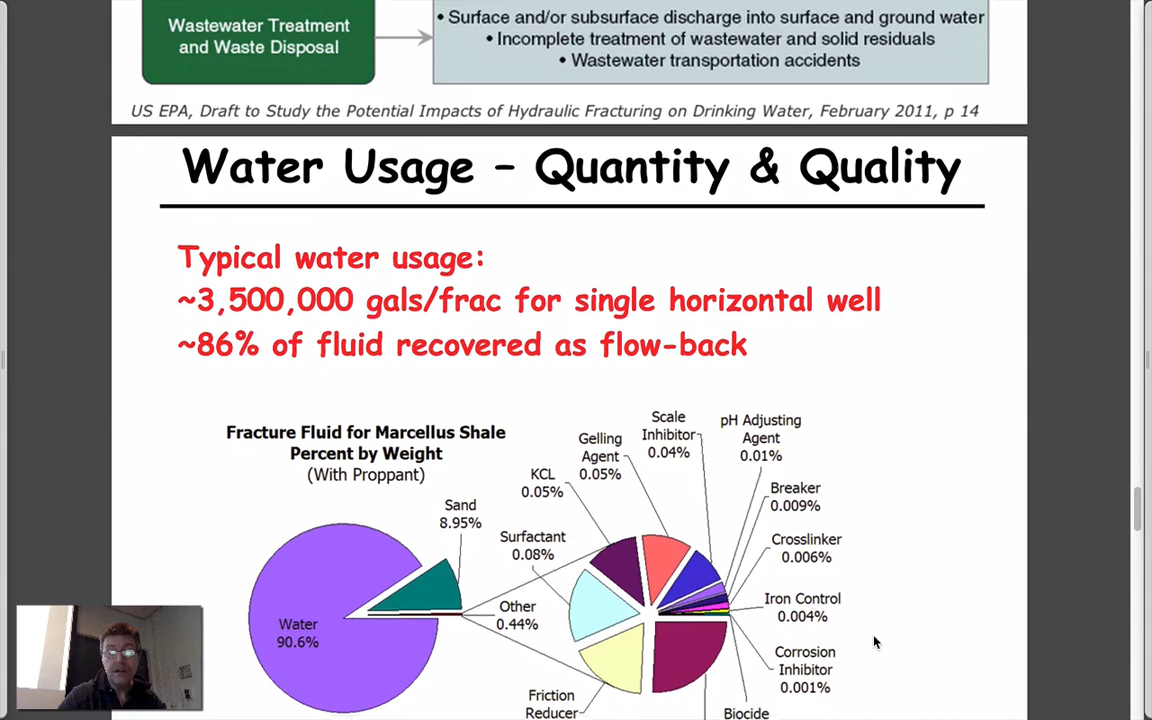 Wastewater Treatment
and Waste Disposal
• Surface and/or subsurface discharge into surface and ground water
• Incomplete treatment of wastewater and solid residuals
• Wastewater transportation accidents
US EPA, Draft to Study the Potential Impacts of Hydraulic Fracturing on Drinking Water, February 2011, p 14
Water Usage – Quantity & Quality
Typical water usage:
~3,500,000 gals/frac for single horizontal well
~86% of fluid recovered as flow-back
Fracture Fluid for Marcellus Shale
Percent by Weight
(With Proppant)
Water
90.6%
Sand
8.95%
Other
0.44%
Surfactant
0.08%
KCL
0.05%
Gelling
Agent
0.05%
Scale
Inhibitor
0.04%
pH Adjusting
Agent
0.01%
Breaker
0.009%
Crosslinker
0.006%
Iron Control
0.004%
Corrosion
Inhibitor
0.001%
Friction
Reducer
Biocide